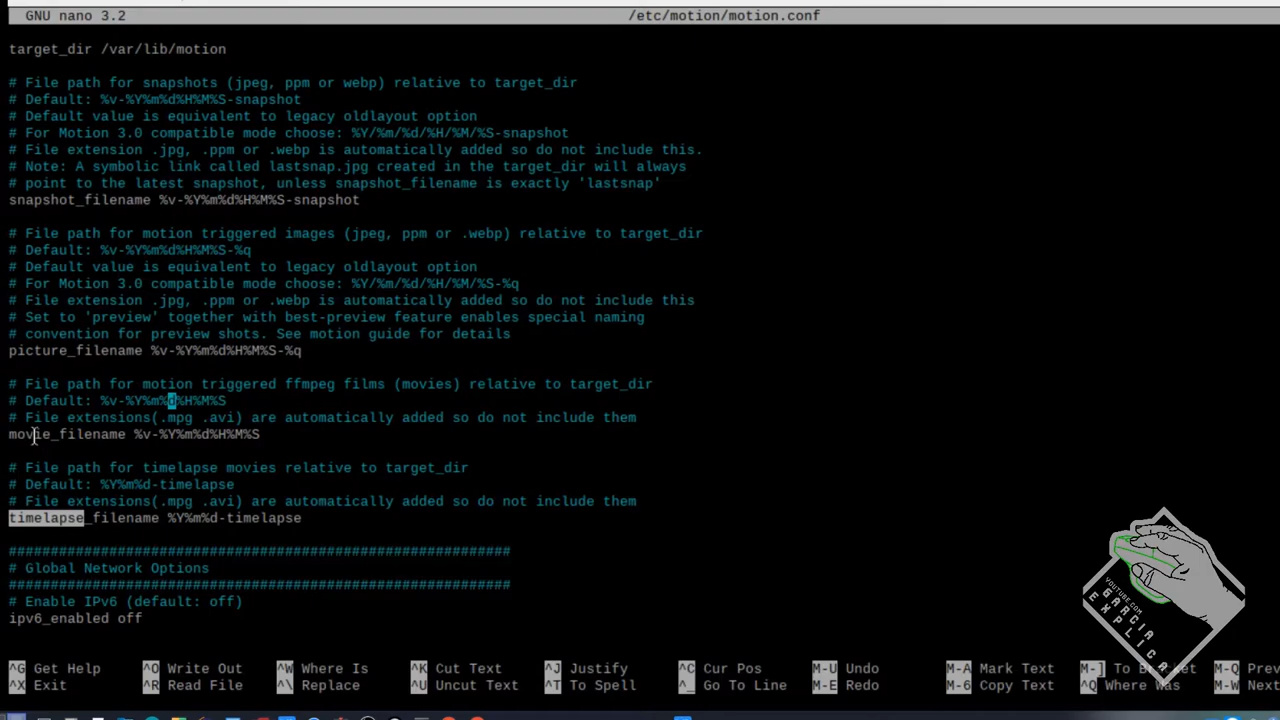 GNU nano 3.2 /etc/motion/motion.conf
target_dir /var/lib/motion
# File path for snapshots (jpeg, ppm or webp) relative to target_dir
# Default: %v-%Y%m%d%H%M%S-snapshot
# Default value is equivalent to legacy oldlayout option
# For Motion 3.0 compatible mode choose: %Y/%m/%d/%H/%M/%S-snapshot
# File extension .jpg, .ppm or .webp is automatically added so do not include this.
# Note: A symbolic link called lastsnap.jpg created in the target_dir will always
# point to the latest snapshot, unless snapshot_filename is exactly 'lastsnap'
snapshot_filename %v-%Y%m%d%H%M%S-snapshot
# File path for motion triggered images (jpeg, ppm or .webp) relative to target_dir
# Default: %v-%Y%m%d%H%M%S-%q
# Default value is equivalent to legacy oldlayout option
# For Motion 3.0 compatible mode choose: %Y/%m/%d/%H/%M/%S-%q
# File extension .jpg, .ppm or .webp is automatically added so do not include this
# Set to 'preview' together with best-preview feature enables special naming
# convention for preview shots. See motion guide for details
picture_filename %v-%Y%m%d%H%M%S-%q
# File path for motion triggered ffmpeg films (movies) relative to target_dir
# Default: %v-%Y%m%d%H%M%S
# File extensions(.mpg .avi) are automatically added so do not include them
movie_filename %v-%Y%m%d%H%M%S
# File path for timelapse movies relative to target_dir
# Default: %Y%m%d-timelapse
# File extensions(.mpg .avi) are automatically added so do not include them
timelapse_filename %Y%m%d-timelapse
############################################################
# Global Network Options
############################################################
# Enable IPv6 (default: off)
ipv6_enabled off
^G Get Help ^O Write Out ^W Where Is ^K Cut Text ^J Justify ^C Cur Pos M-U Undo M-A Mark Text M-] To Bracket M-Q Prev
^X Exit ^R Read File ^\ Replace ^U Uncut Text ^T To Spell ^_ Go To Line M-E Redo M-6 Copy Text ^Q Where Was M-W Next
YOUTUBE.COM
GARCIA
EXPLICA